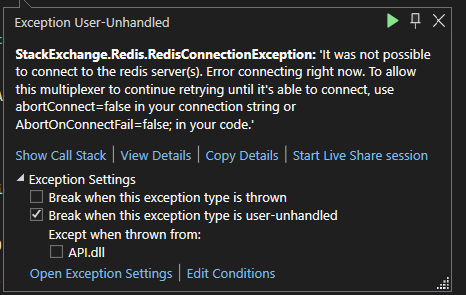 Exception User-Unhandled
StackExchange.Redis.RedisConnectionException: 'It was not possible
to connect to the redis server(s). Error connecting right now. To allow
this multiplexer to continue retrying until it's able to connect, use
abortConnect=false in your connection string or
AbortOnConnectFail=false; in your code.'
Show Call Stack | View Details | Copy Details | Start Live Share session
Exception Settings
Break when this exception type is thrown
Break when this exception type is user-unhandled
Except when thrown from:
API.dll
Open Exception Settings | Edit Conditions